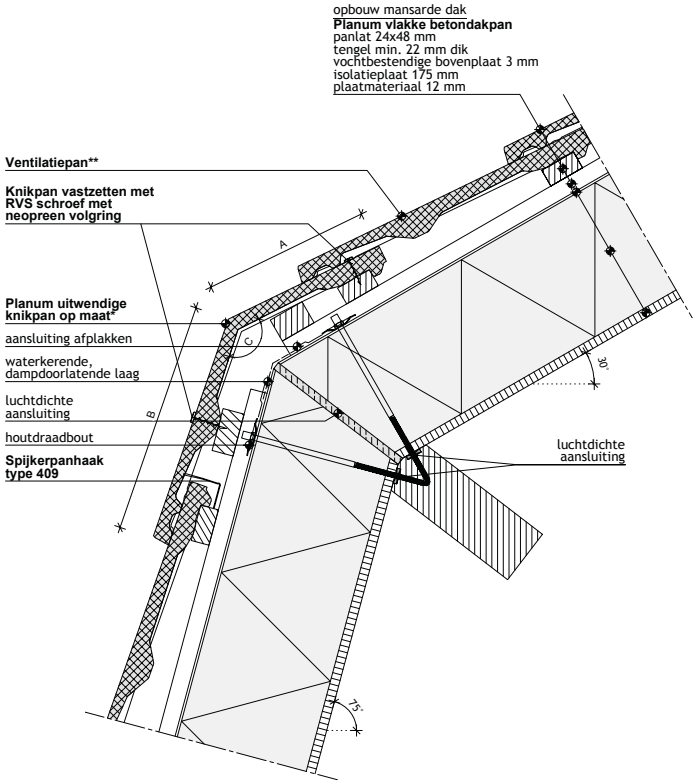 opbouw mansarde dak
Planum vlakke betondakpan
panlat 24x48 mm
tengel min. 22 mm dik
vochtbestendige bovenplaat 3 mm
isolatieplaat 175 mm
plaatmateriaal 12 mm
Ventilatiepan**
Knikpan vastzetten met
RVS schroef met
neopreen volgring
A
Planum uitwendige
knikpan op maat*
C
aansluiting afplakken
waterkerende,
dampdoorlatende laag
30°
luchtdichte
aansluiting
B
houtdraadbout
luchtdichte
aansluiting
Spijkerpanhaak
type 409
75°